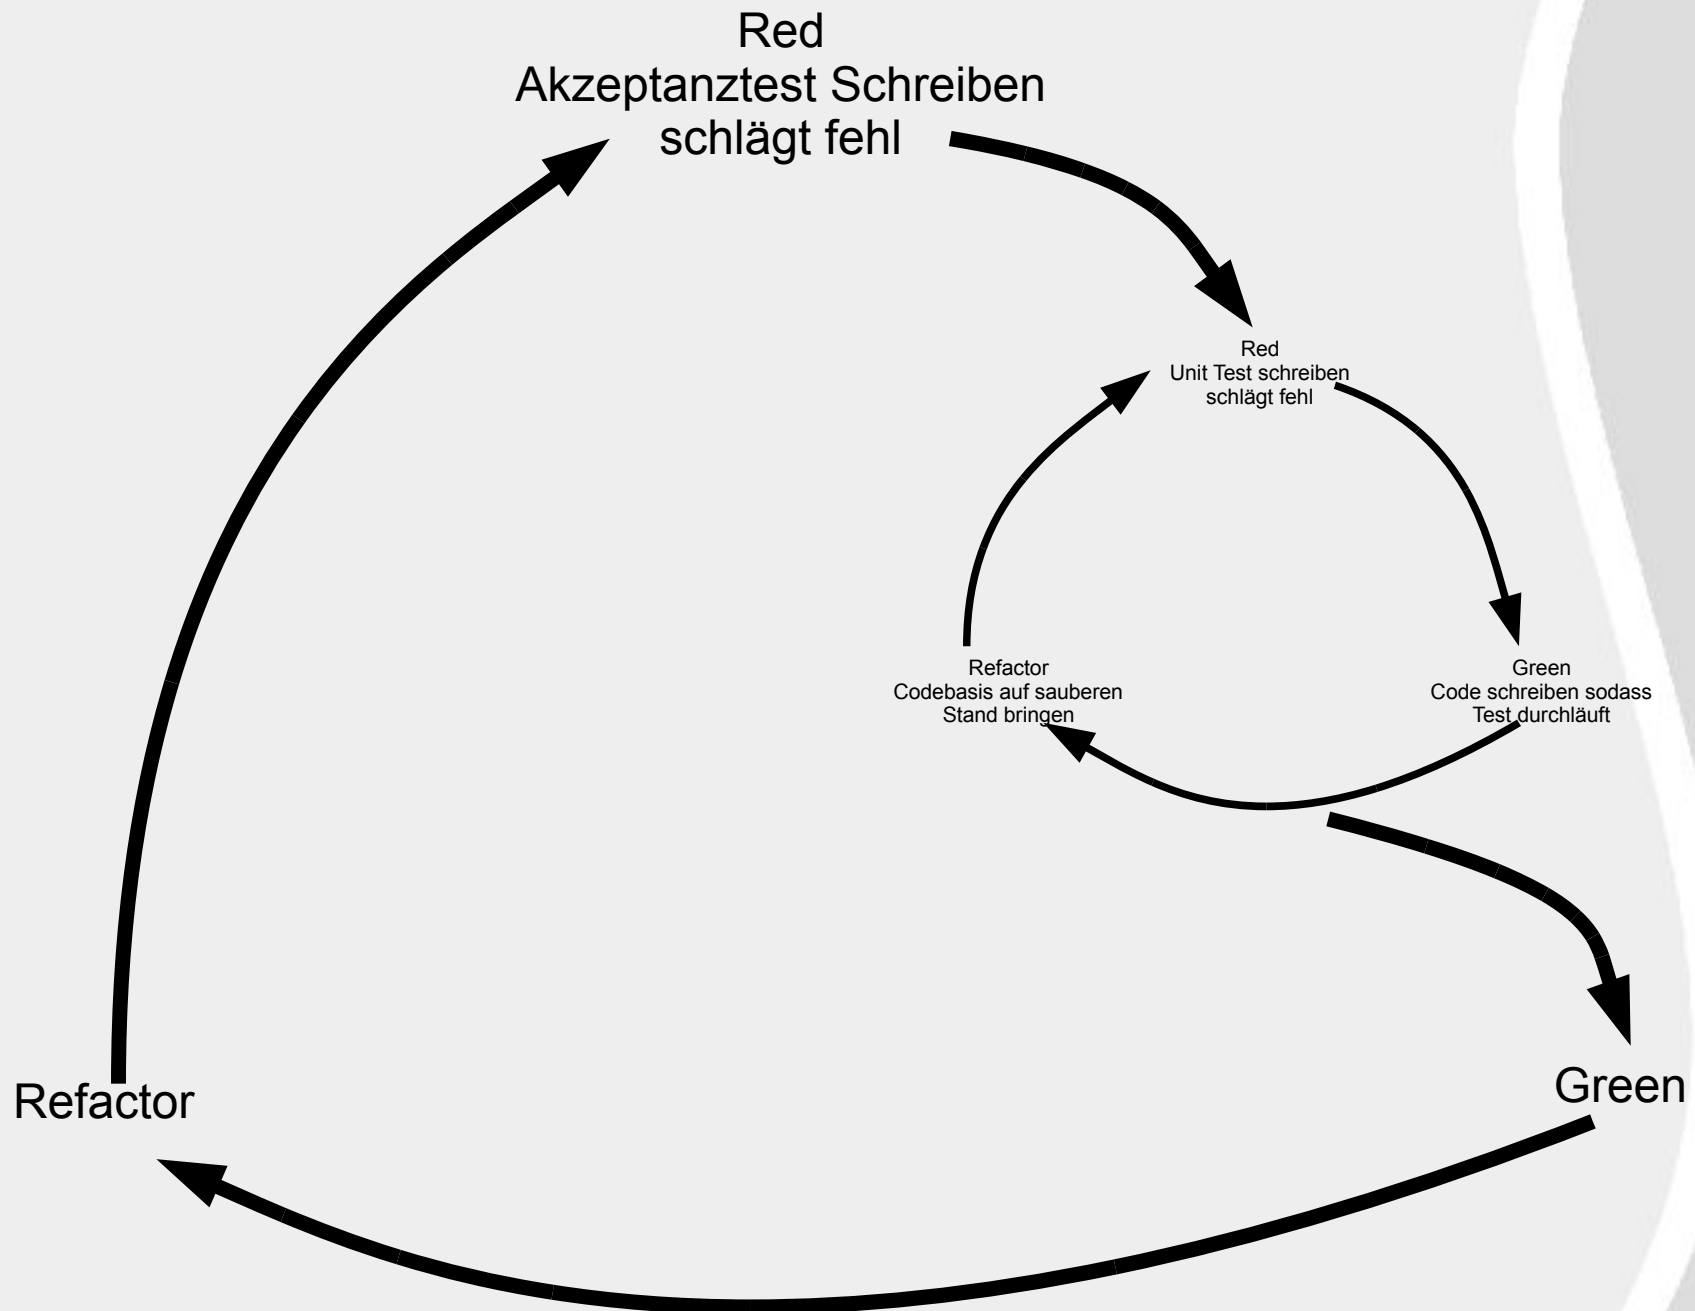 Red
Akzeptanztest Schreiben
schlägt fehl
Red
Unit Test schreiben
schlägt fehl
Refactor
Codebasis auf sauberen
Stand bringen
Green
Code schreiben sodass
Test durchläuft
Refactor
Green